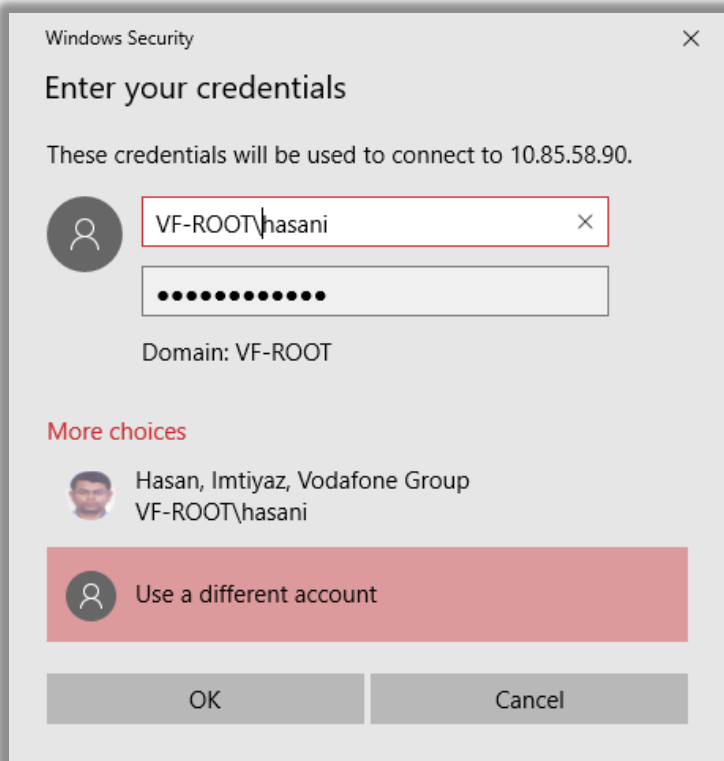 Windows Security
Enter your credentials
These credentials will be used to connect to 10.85.58.90.
VF-ROOT\hasani
••••••••••••
Domain: VF-ROOT
More choices
Hasan, Imtiyaz, Vodafone Group
VF-ROOT\hasani
Use a different account
OK
Cancel